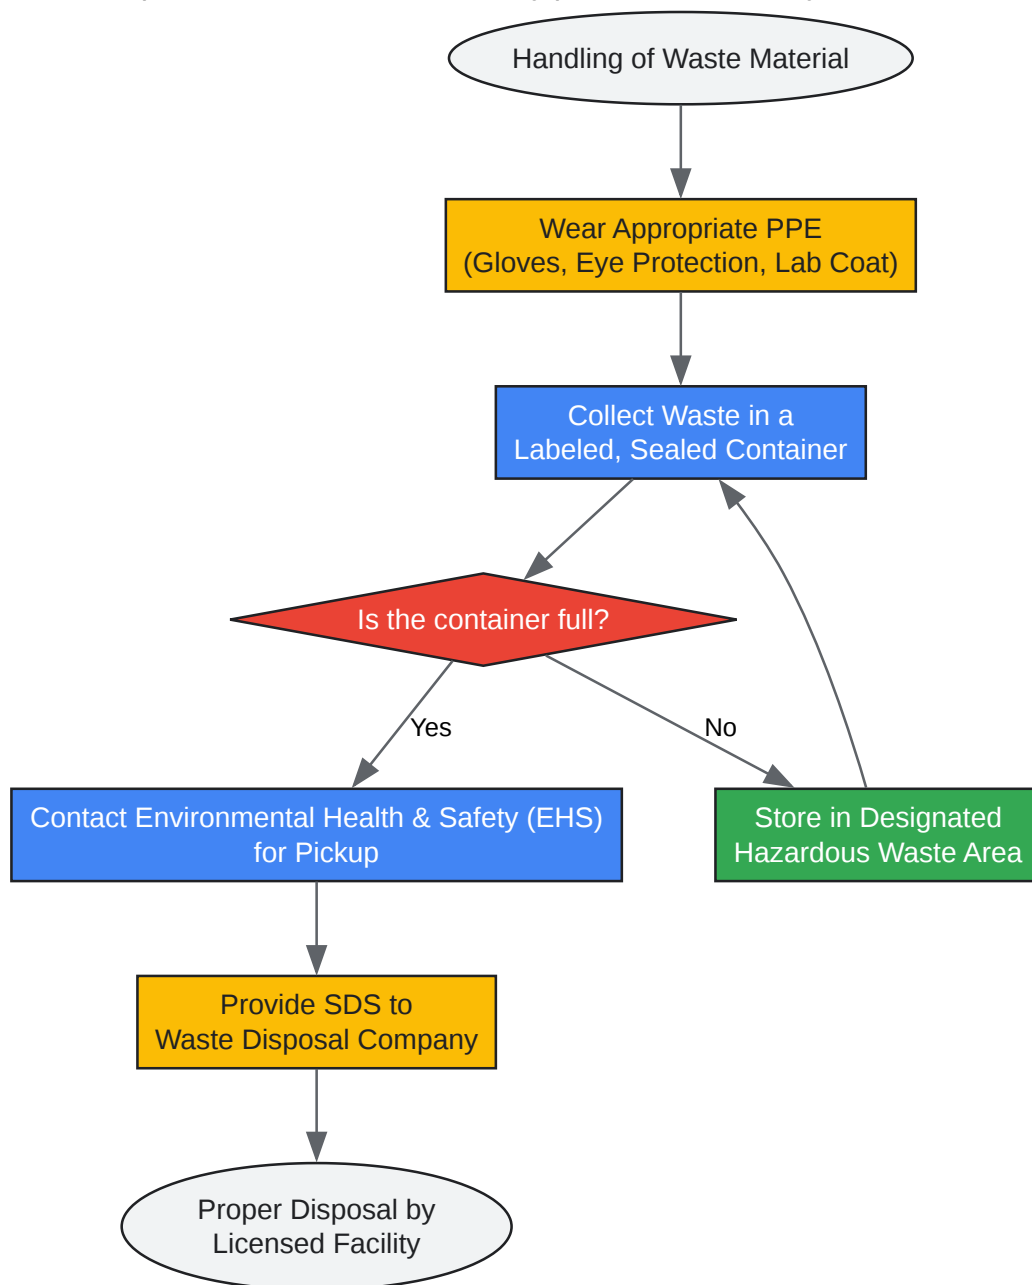 Handling of Waste Material
Wear Appropriate PPE
(Gloves, Eye Protection, Lab Coat)
Collect Waste in a
Labeled, Sealed Container
Is the container full?
Yes
No
Contact Environmental Health & Safety (EHS)
for Pickup
Store in Designated
Hazardous Waste Area
Provide SDS to
Waste Disposal Company
Proper Disposal by
Licensed Facility